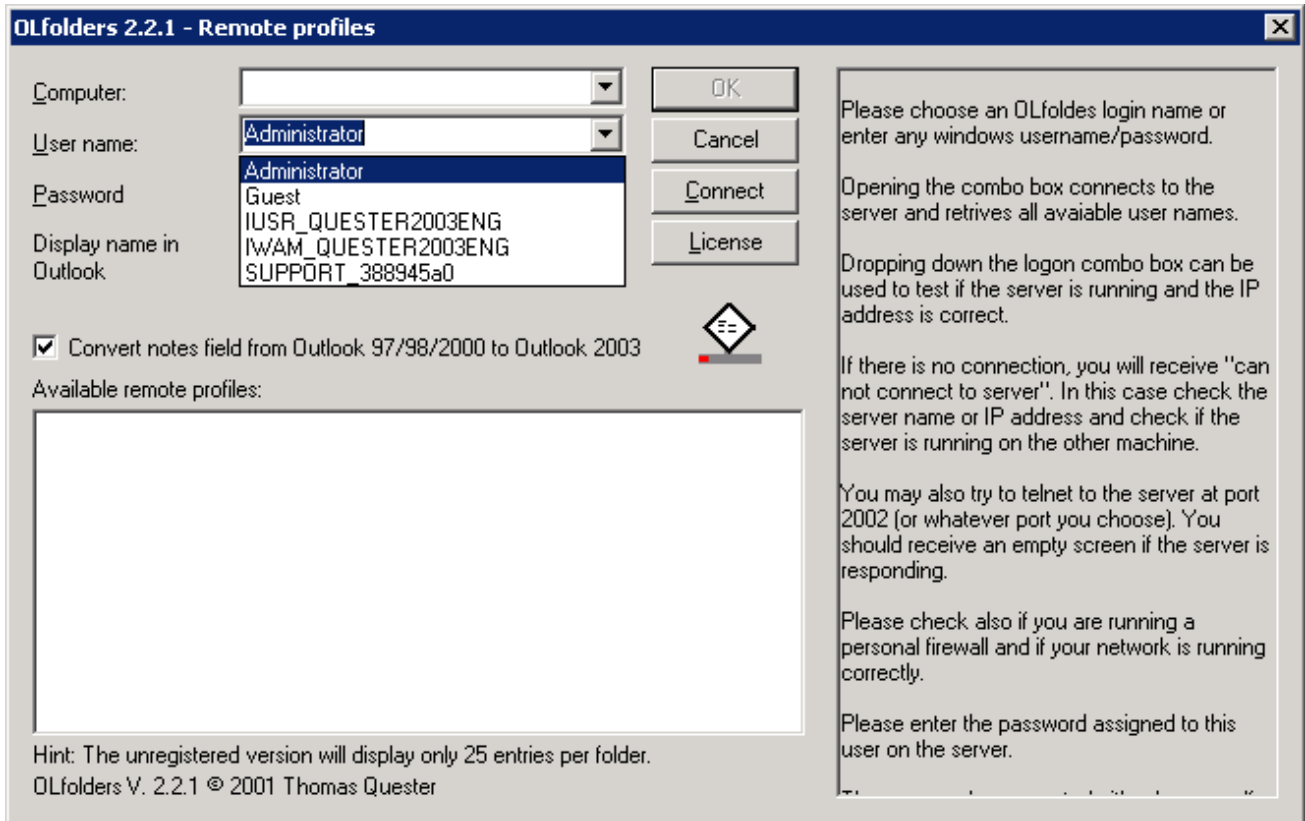 OLfolders 2.2.1 - Remote profiles
Computer:
OK
User name:
Administrator
Cancel
Administrator
Guest
IUSR_QUESTER2003ENG
IWAM_QUESTER2003ENG
SUPPORT_388945a0
Password
Connect
Display name in
Outlook
License
Convert notes field from Outlook 97/98/2000 to Outlook 2003
Available remote profiles:
Hint: The unregistered version will display only 25 entries per folder.
OLfolders V. 2.2.1 © 2001 Thomas Quester
Please choose an OLfoldes login name or
enter any windows username/password.
Opening the combo box connects to the
server and retrives all avaiable user names.
Dropping down the logon combo box can be
used to test if the server is running and the IP
address is correct.
If there is no connection, you will receive "can
not connect to server". In this case check the
server name or IP address and check if the
server is running on the other machine.
You may also try to telnet to the server at port
2002 (or whatever port you choose). You
should receive an empty screen if the server is
responding.
Please check also if you are running a
personal firewall and if your network is running
correctly.
Please enter the password assigned to this
user on the server.